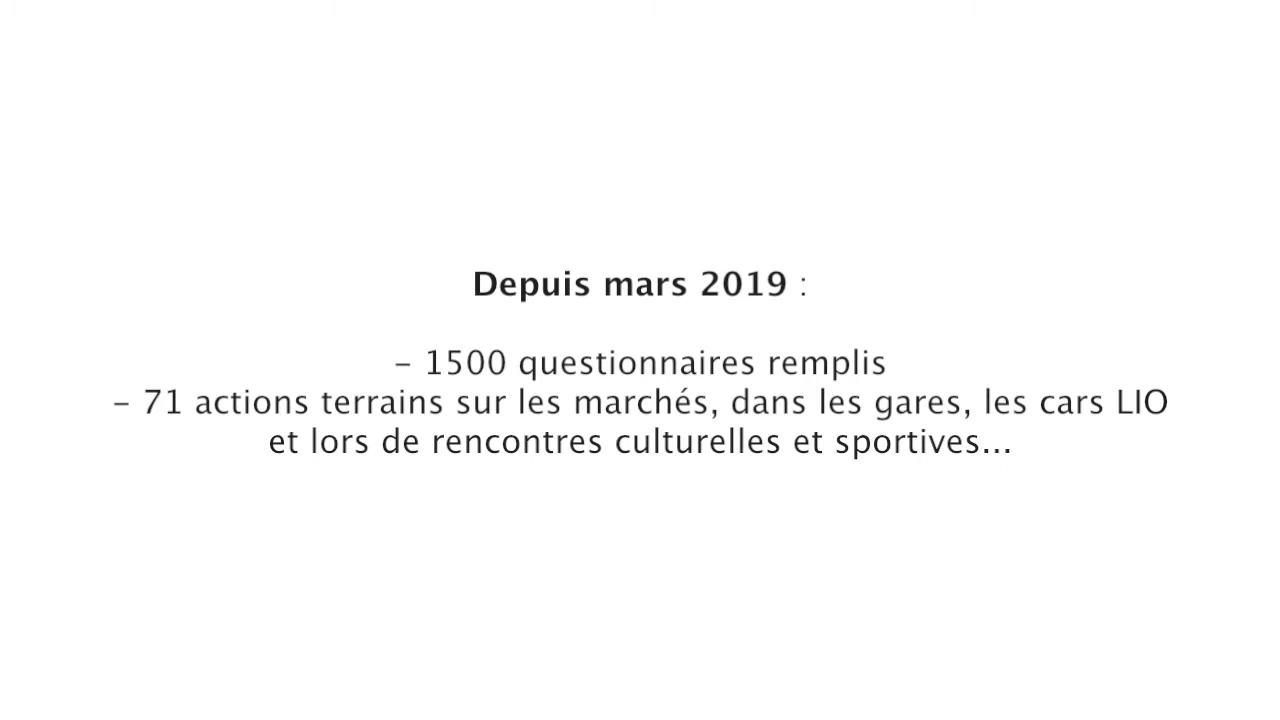 Depuis mars 2019 :
– 1500 questionnaires remplis
– 71 actions terrains sur les marchés, dans les gares, les cars LIO
et lors de rencontres culturelles et sportives...